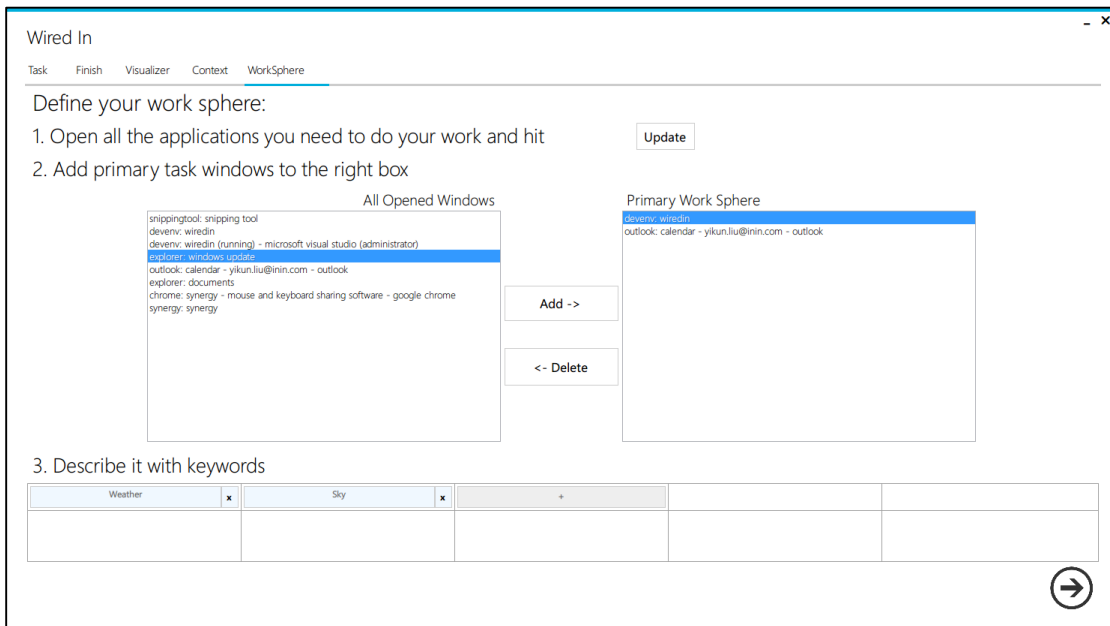 Wired In
Task Finish Visualizer Context WorkSphere
Define your work sphere:
1. Open all the applications you need to do your work and hit Update
2. Add primary task windows to the right box
All Opened Windows
snippingtool: snipping tool
devenv: wiredin
devenv: wiredin (running) - microsoft visual studio (administrator)
explorer: windows update
outlook: calendar - yikun.liu@inin.com - outlook
explorer: documents
chrome: synergy - mouse and keyboard sharing software - google chrome
synergy: synergy
Add ->
<- Delete
Primary Work Sphere
devenv: wiredin
outlook: calendar - yikun.liu@inin.com - outlook
3. Describe it with keywords
Weather x Sky x +